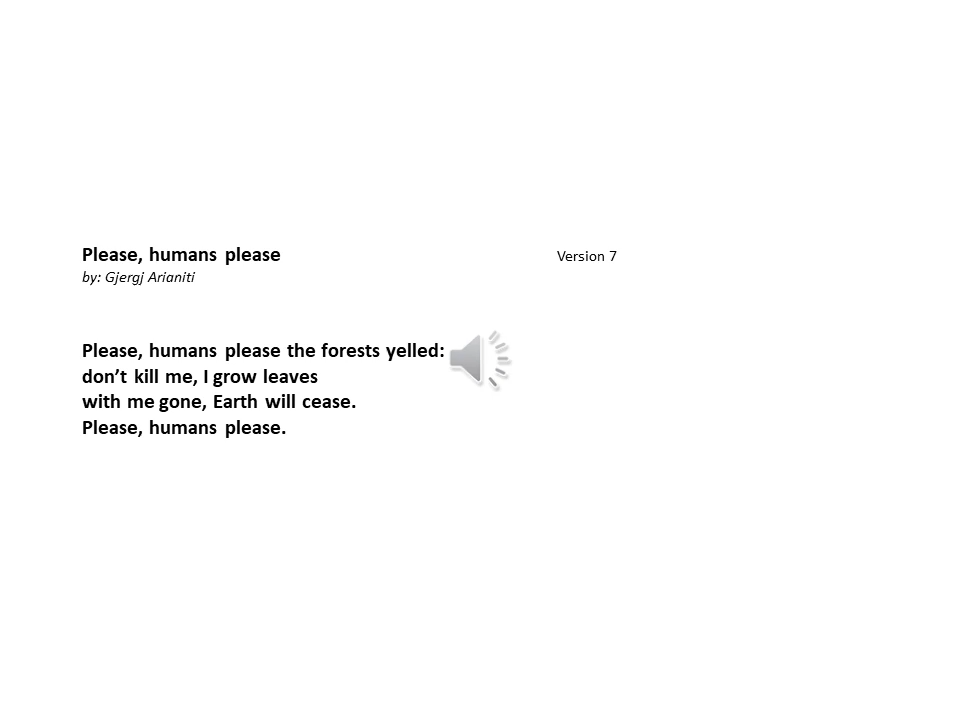 Please, humans please
Version 7
by: Gjergj Arianiti
Please, humans please the forests yelled:
don’t kill me, I grow leaves
with me gone, Earth will cease.
Please, humans please.